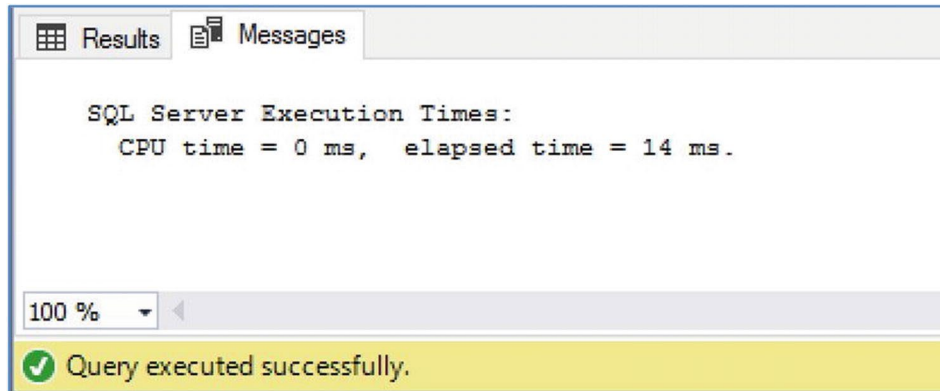 Results Messages
SQL Server Execution Times:
CPU time = 0 ms,  elapsed time = 14 ms.
100 %
Query executed successfully.